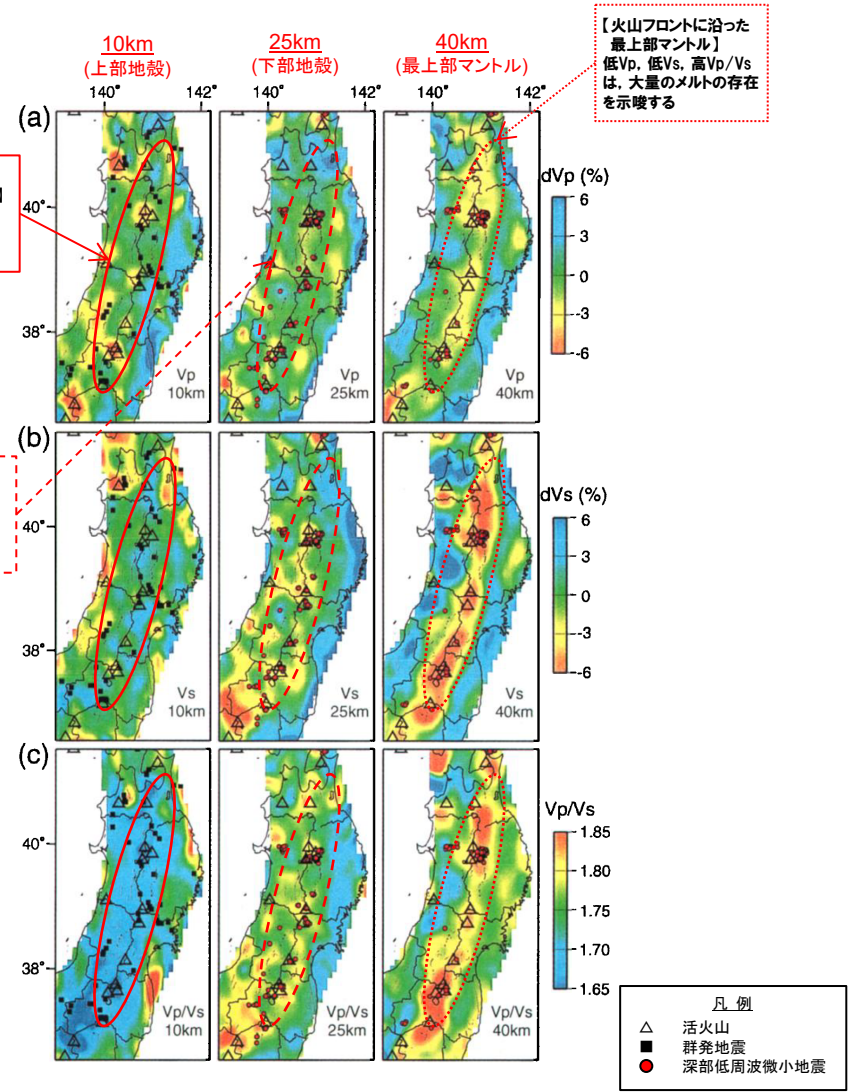 【火山フロントに沿った
最上部マントル】
低Vp，低Vs，高Vp/Vs
は，大量のメルトの存在
を示唆する
10km
(上部地殻)
25km
(下部地殻)
40km
(最上部マントル)
140° 142° 140° 142° 140° 142°
(a)
40°
38°
Vp
10km
Vp
25km
Vp
40km
dVp (%)
6
3
0
-3
-6
(b)
40°
38°
Vs
10km
Vs
25km
Vs
40km
dVs (%)
6
3
0
-3
-6
(c)
40°
38°
Vp/Vs
10km
Vp/Vs
25km
Vp/Vs
40km
Vp/Vs
1.85
1.80
1.75
1.70
1.65
凡 例
活火山
群発地震
深部低周波微小地震